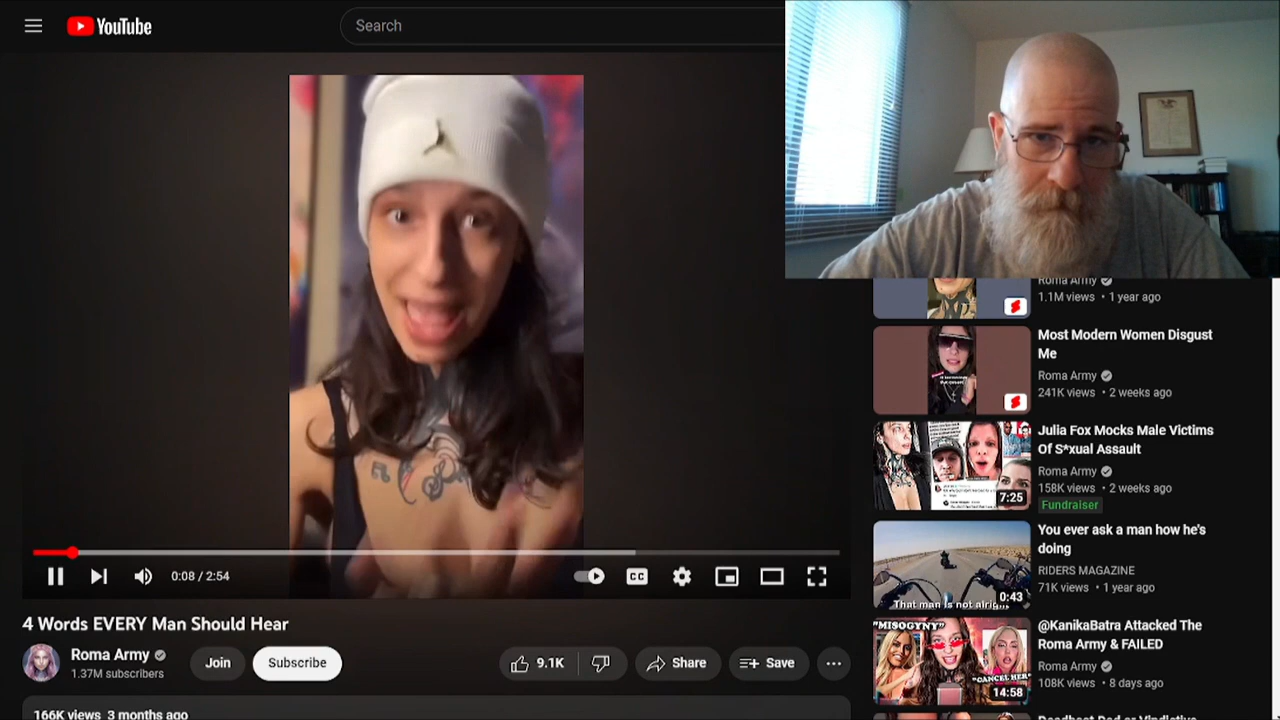 YouTube
Search
0:08 / 2:54
CC
4 Words EVERY Man Should Hear
Roma Army
1.37M subscribers
Join
Subscribe
9.1K
Share
Save
166K views 3 months ago
Roma Army
1.1M views • 1 year ago
Most Modern Women Disgust
Me
Roma Army
241K views • 2 weeks ago
Julia Fox Mocks Male Victims
Of S*xual Assault
Roma Army
158K views • 2 weeks ago
Fundraiser
7:25
You ever ask a man how he's
doing
RIDERS MAGAZINE
71K views • 1 year ago
0:43
That man is not alright
@KanikaBatra Attacked The
Roma Army & FAILED
Roma Army
108K views • 8 days ago
"MISOGYNY"
"CANCEL HER"
14:58
Deadbeat Dad or Vindictive